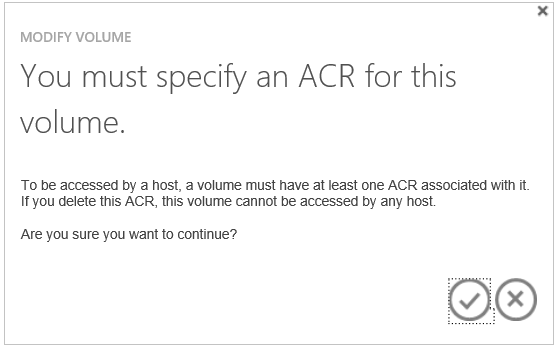 MODIFY VOLUME
You must specify an ACR for this
volume.
To be accessed by a host, a volume must have at least one ACR associated with it.
If you delete this ACR, this volume cannot be accessed by any host.
Are you sure you want to continue?